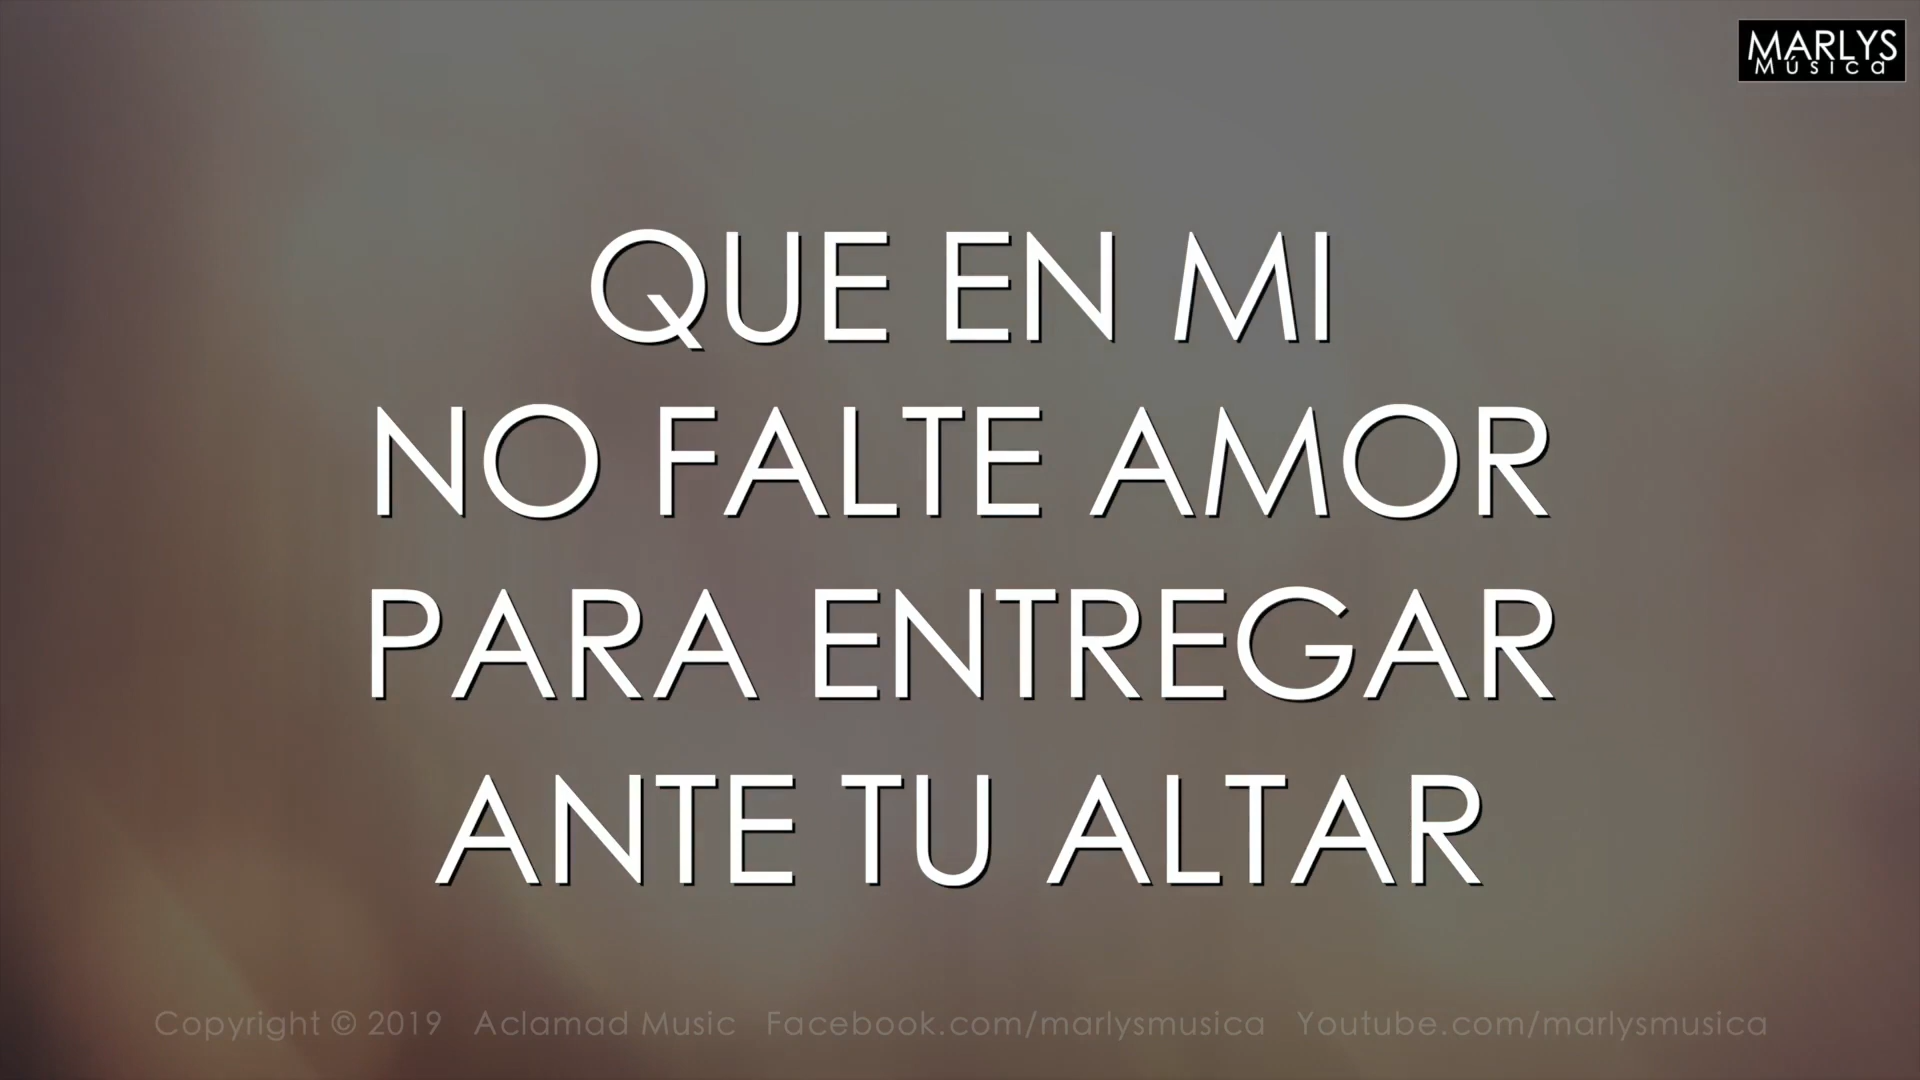 MARLYS
Música
QUE EN MI
NO FALTE AMOR
PARA ENTREGAR
ANTE TU ALTAR
Copyright © 2019 Aclamad Music Facebook.com/marlysmusica Youtube.com/marlysmusica